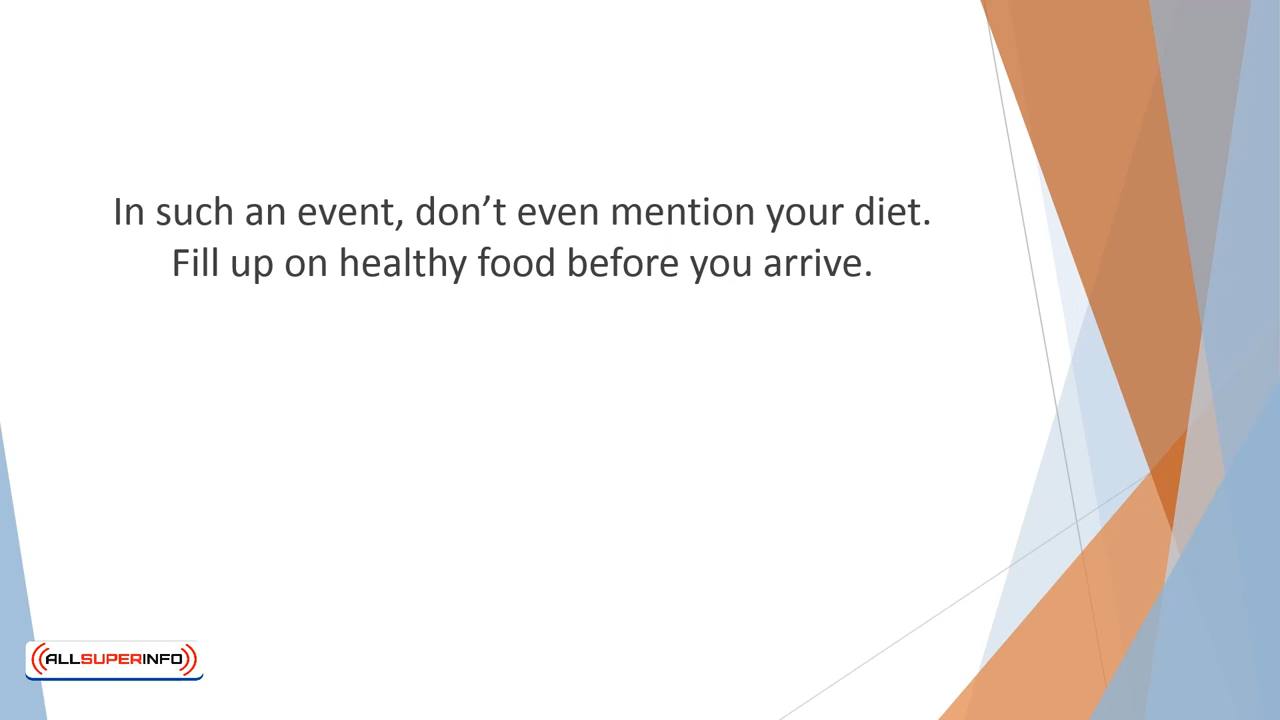 In such an event, don’t even mention your diet.
Fill up on healthy food before you arrive.
ALLSUPERINFO